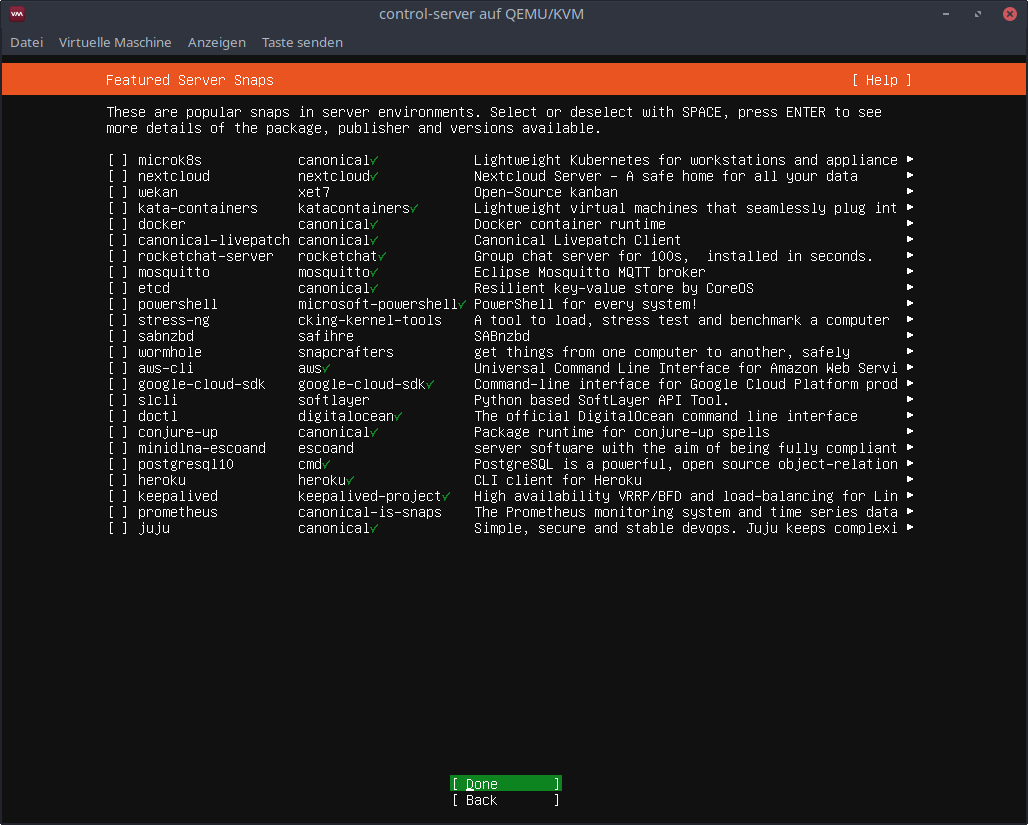 control-server auf QEMU/KVM
Datei Virtuelle Maschine Anzeigen Taste senden
Featured Server Snaps [ Help ]
These are popular snaps in server environments. Select or deselect with SPACE, press ENTER to see
more details of the package, publisher and versions available.
[ ] microk8s canonical✓ Lightweight Kubernetes for workstations and appliance ▸
[ ] nextcloud nextcloud✓ Nextcloud Server - A safe home for all your data ▸
[ ] wekan xet7 Open-Source kanban ▸
[ ] kata-containers katacontainers✓ Lightweight virtual machines that seamlessly plug int ▸
[ ] docker canonical✓ Docker container runtime ▸
[ ] canonical-livepatch canonical✓ Canonical Livepatch Client ▸
[ ] rocketchat-server rocketchat✓ Group chat server for 100s,  installed in seconds. ▸
[ ] mosquitto mosquitto✓ Eclipse Mosquitto MQTT broker ▸
[ ] etcd canonical✓ Resilient key-value store by CoreOS ▸
[ ] powershell microsoft-powershell✓ PowerShell for every system! ▸
[ ] stress-ng cking-kernel-tools A tool to load, stress test and benchmark a computer ▸
[ ] sabnzbd safihre SABnzbd ▸
[ ] wormhole snapcrafters get things from one computer to another, safely ▸
[ ] aws-cli aws✓ Universal Command Line Interface for Amazon Web Servi ▸
[ ] google-cloud-sdk google-cloud-sdk✓ Command-line interface for Google Cloud Platform prod ▸
[ ] slcli softlayer Python based SoftLayer API Tool. ▸
[ ] doctl digitalocean✓ The official DigitalOcean command line interface ▸
[ ] conjure-up canonical✓ Package runtime for conjure-up spells ▸
[ ] minidlna-escoand escoand server software with the aim of being fully compliant ▸
[ ] postgresql10 cmd✓ PostgreSQL is a powerful, open source object-relation ▸
[ ] heroku heroku✓ CLI client for Heroku ▸
[ ] keepalived keepalived-project✓ High availability VRRP/BFD and load-balancing for Lin ▸
[ ] prometheus canonical-is-snaps The Prometheus monitoring system and time series data ▸
[ ] juju canonical✓ Simple, secure and stable devops. Juju keeps complexi ▸
[ Done ]
[ Back ]